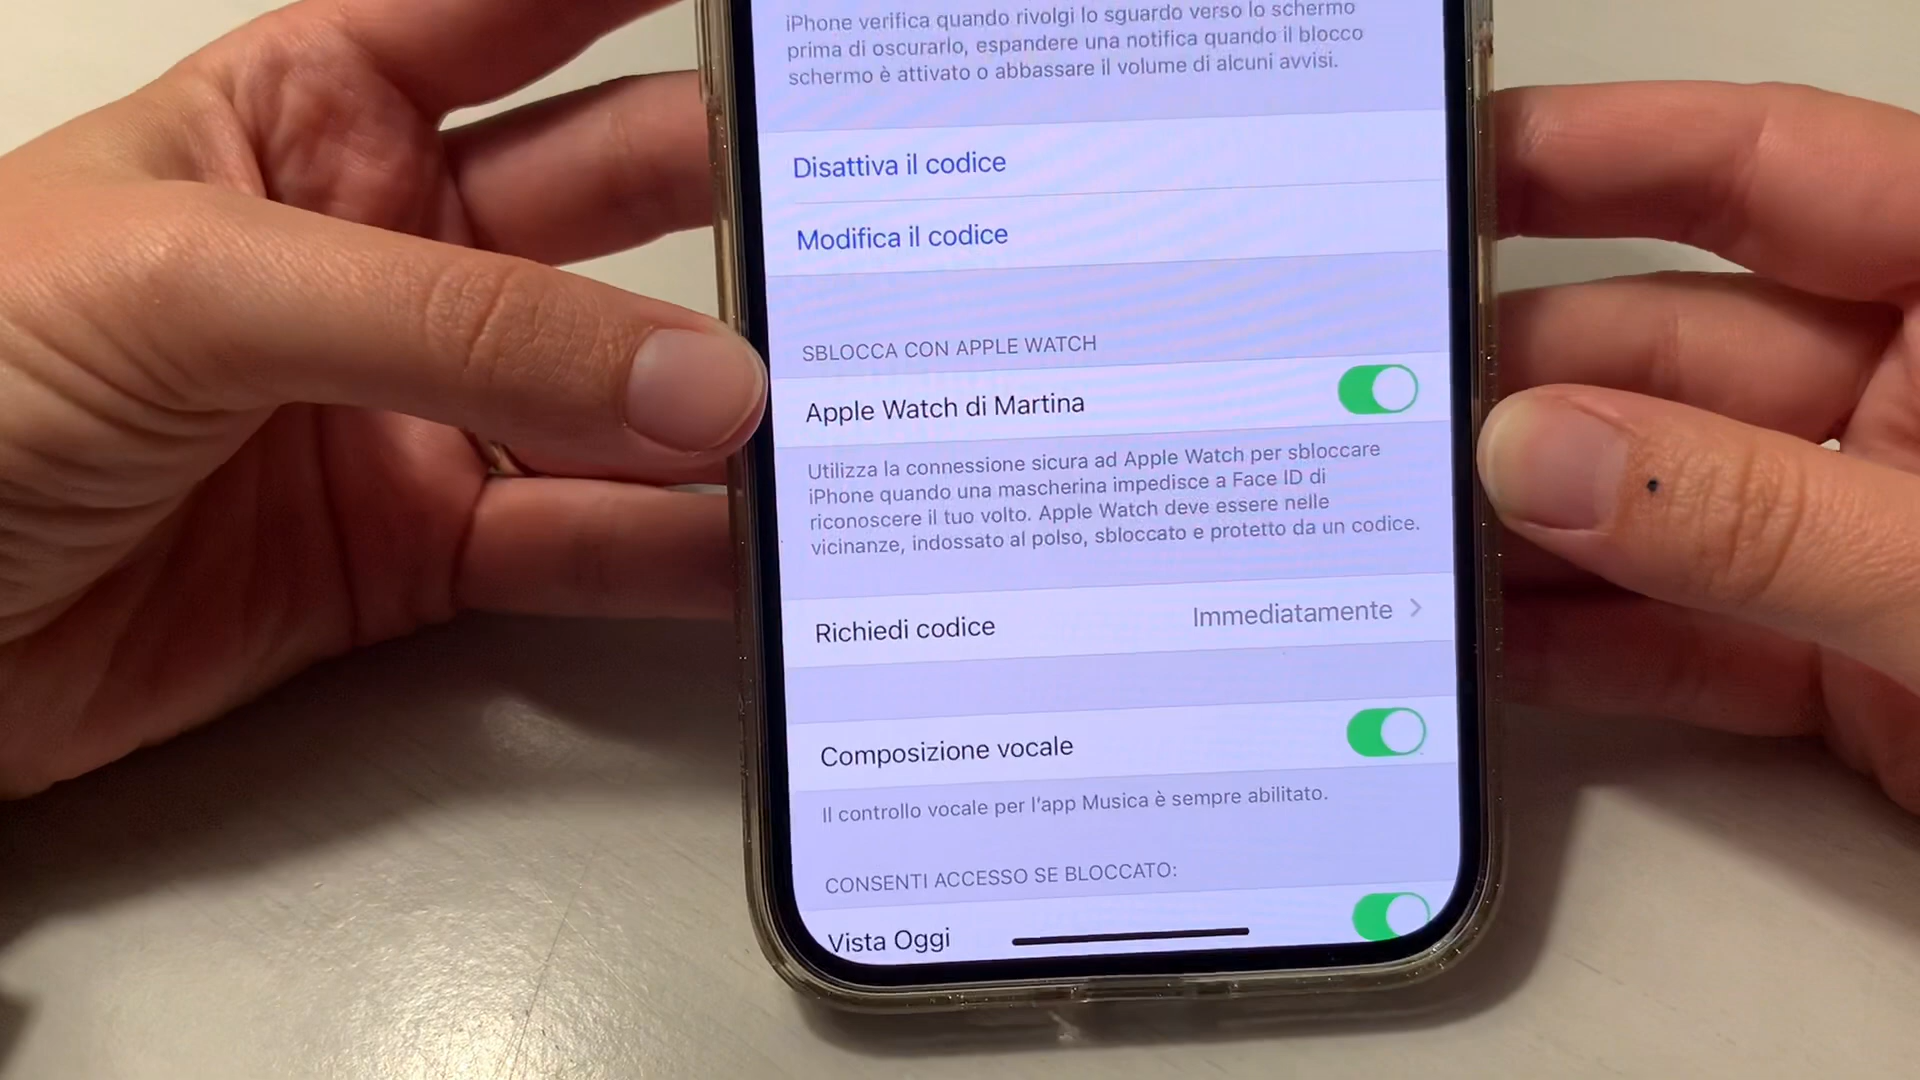 iPhone verifica quando rivolgi lo sguardo verso lo schermo
prima di oscurarlo, espandere una notifica quando il blocco
schermo è attivato o abbassare il volume di alcuni avvisi.
Disattiva il codice
Modifica il codice
SBLOCCA CON APPLE WATCH
Apple Watch di Martina
Utilizza la connessione sicura ad Apple Watch per sbloccare
iPhone quando una mascherina impedisce a Face ID di
riconoscere il tuo volto. Apple Watch deve essere nelle
vicinanze, indossato al polso, sbloccato e protetto da un codice.
Richiedi codice Immediatamente
Composizione vocale
Il controllo vocale per l'app Musica è sempre abilitato.
CONSENTI ACCESSO SE BLOCCATO:
Vista Oggi